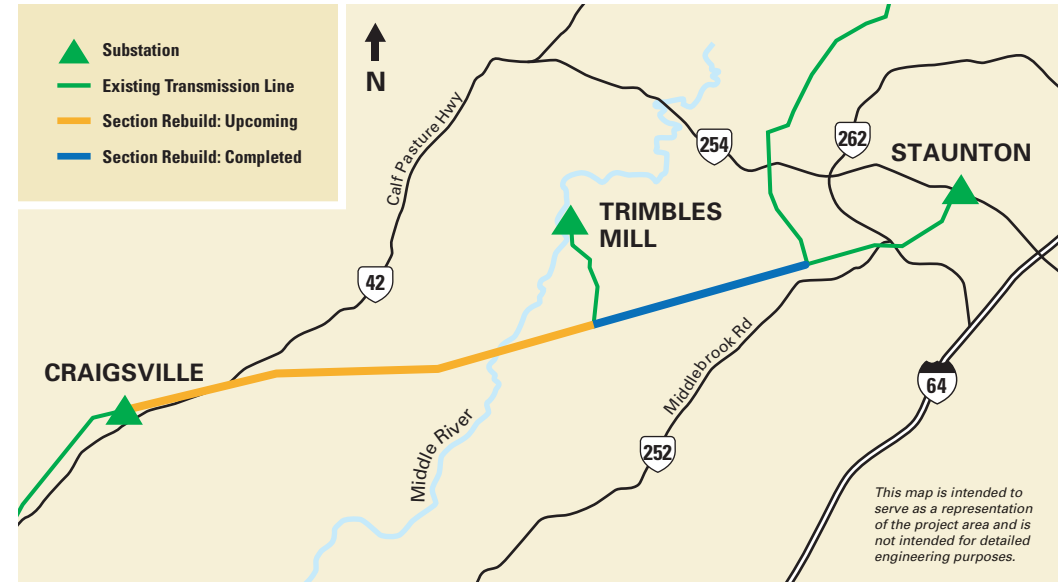 Substation
Existing Transmission Line
Section Rebuild: Upcoming
Section Rebuild: Completed
N
Calf Pasture Hwy
254
262
STAUNTON
TRIMBLES
MILL
42
CRAIGSVILLE
Middlebrook Rd
64
Middle River
252
This map is intended to
serve as a representation
of the project area and is
not intended for detailed
engineering purposes.